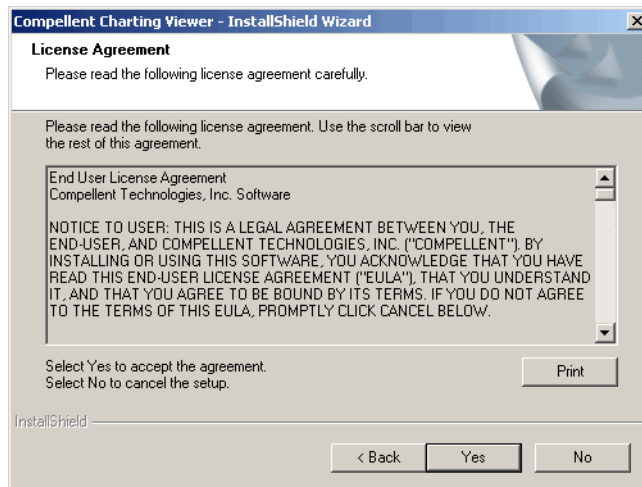 Compellent Charting Viewer - InstallShield Wizard
License Agreement
Please read the following license agreement carefully.
Please read the following license agreement. Use the scroll bar to view
the rest of this agreement.
End User License Agreement
Compellent Technologies, Inc. Software
NOTICE TO USER: THIS IS A LEGAL AGREEMENT BETWEEN YOU, THE
END-USER, AND COMPELLENT TECHNOLOGIES, INC. ("COMPELLENT"). BY
INSTALLING OR USING THIS SOFTWARE, YOU ACKNOWLEDGE THAT YOU HAVE
READ THIS END-USER LICENSE AGREEMENT ("EULA"), THAT YOU UNDERSTAND
IT, AND THAT YOU AGREE TO BE BOUND BY ITS TERMS. IF YOU DO NOT AGREE
TO THE TERMS OF THIS EULA, PROMPTLY CLICK CANCEL BELOW.
Select Yes to accept the agreement.
Select No to cancel the setup.
Print
InstallShield
< Back
Yes
No